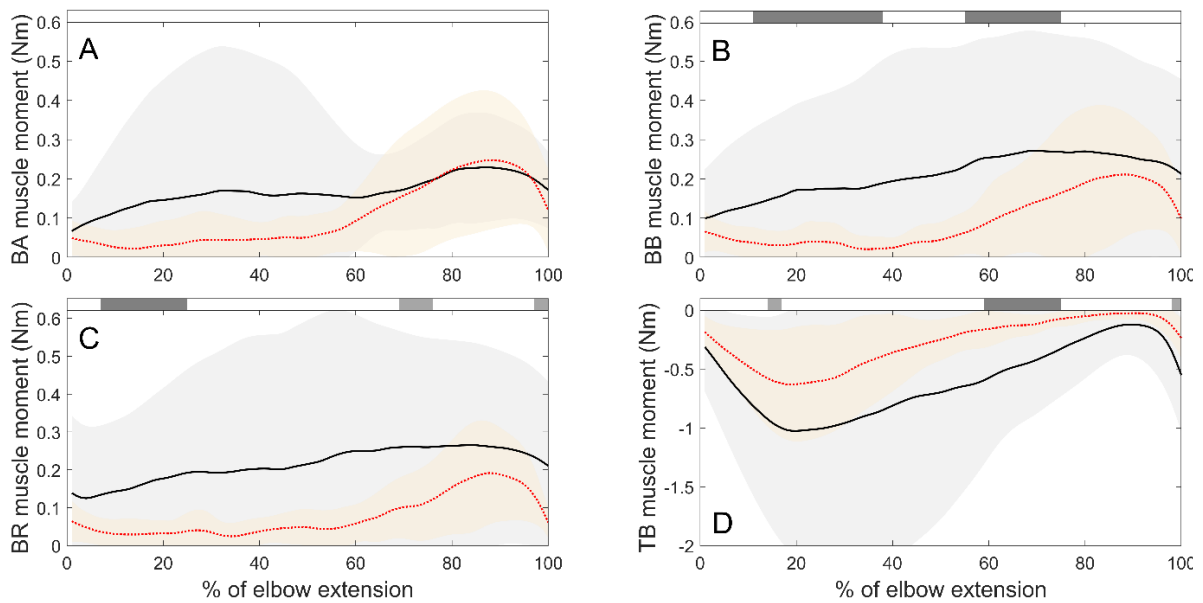 A
BA muscle moment (Nm)
0.6
0.5
0.4
0.3
0.2
0.1
0
0 20 40 60 80 100
B
BB muscle moment (Nm)
0.6
0.5
0.4
0.3
0.2
0.1
0
0 20 40 60 80 100
C
BR muscle moment (Nm)
0.6
0.5
0.4
0.3
0.2
0.1
0
0 20 40 60 80 100
% of elbow extension
D
TB muscle moment (Nm)
0
-0.5
-1
-1.5
-2
0 20 40 60 80 100
% of elbow extension